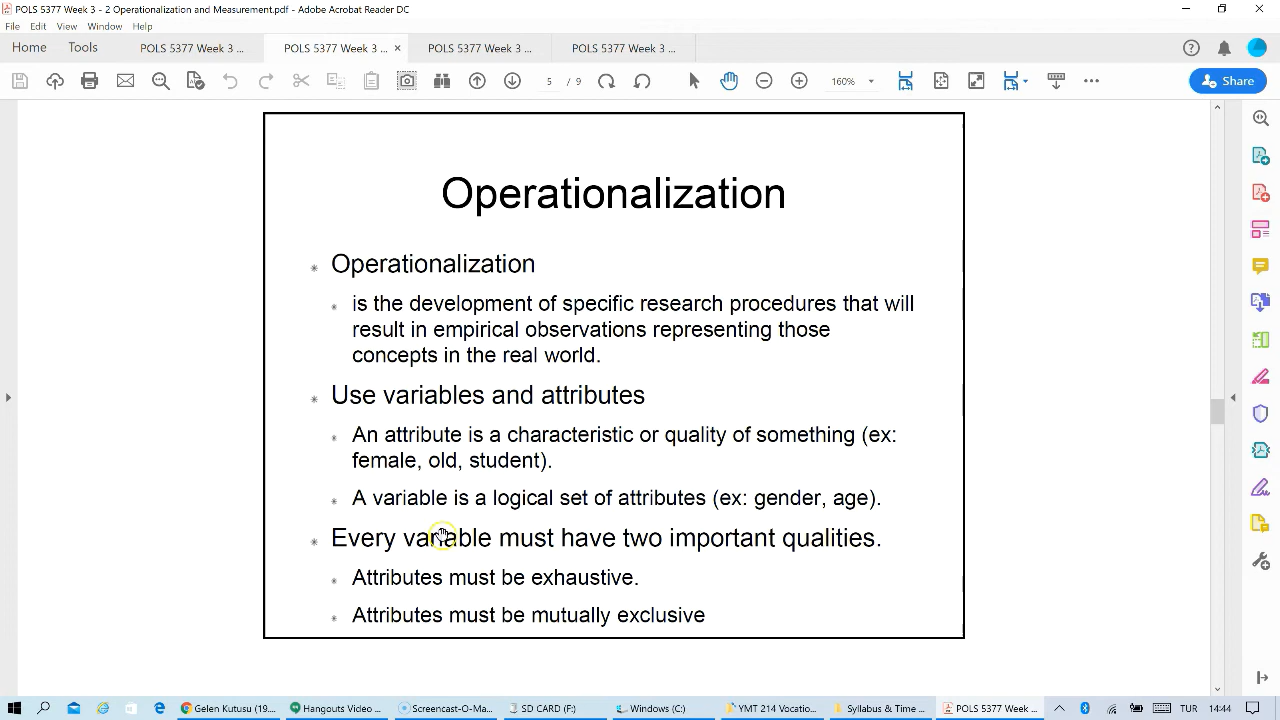 POLS 5377 Week 3 - 2 Operationalization and Measurement.pdf - Adobe Acrobat Reader DC
File Edit View Window Help
Home Tools POLS 5377 Week 3 ... POLS 5377 Week 3 ... × POLS 5377 Week 3 ... POLS 5377 Week 3 ...
5 / 9 160% Share
Operationalization
Operationalization
is the development of specific research procedures that will
result in empirical observations representing those
concepts in the real world.
Use variables and attributes
An attribute is a characteristic or quality of something (ex:
female, old, student).
A variable is a logical set of attributes (ex: gender, age).
Every variable must have two important qualities.
Attributes must be exhaustive.
Attributes must be mutually exclusive
Gelen Kutusu (19... Hangouts Video ... Screencast-O-Ma... SD CARD (F:) Windows (C:) YMT 214 Vocatio... Syllabus & Time ... POLS 5377 Week ... TUR 14:44